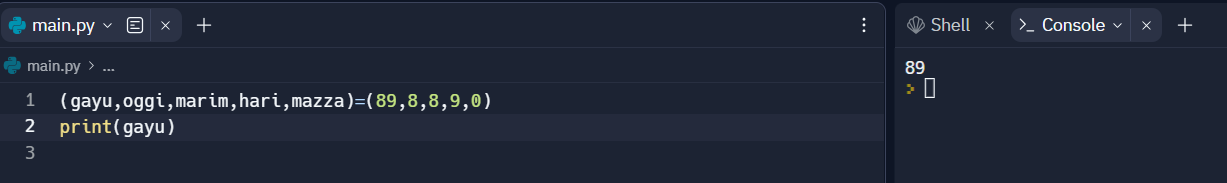 main.py
Shell
Console
main.py > ...
89
>
1 (gayu,oggi,marim,hari,mazza)=(89,8,8,9,0)
2 print(gayu)
3